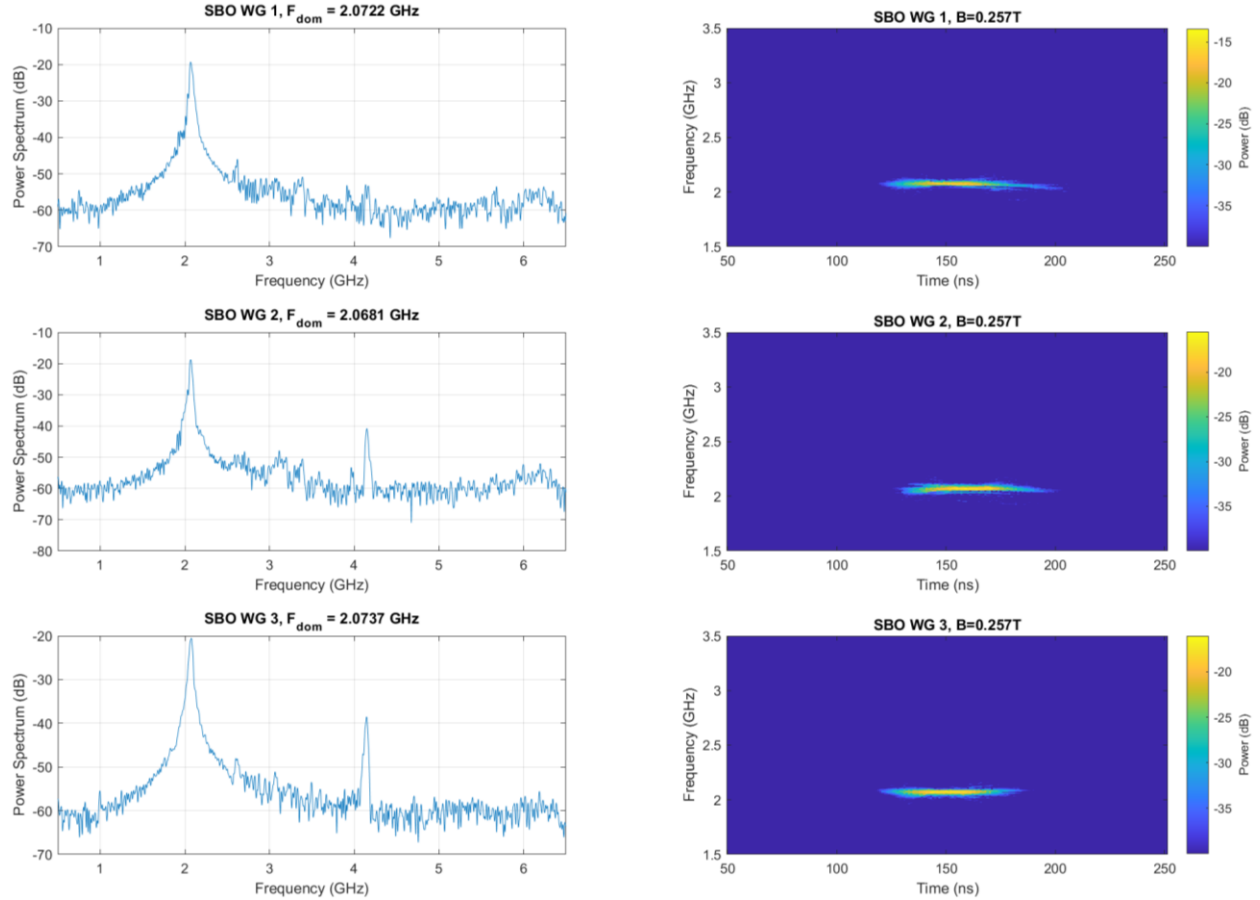 SBO WG 1, F_dom = 2.0722 GHz
-10
-20
-30
-40
-50
-60
-70
Power Spectrum (dB)
1 2 3 4 5 6
Frequency (GHz)
SBO WG 1, B=0.257T
3.5
3
2.5
2
1.5
Frequency (GHz)
50 100 150 200 250
Time (ns)
-15
-20
-25
-30
-35
Power (dB)
SBO WG 2, F_dom = 2.0681 GHz
-10
-20
-30
-40
-50
-60
-70
-80
Power Spectrum (dB)
1 2 3 4 5 6
Frequency (GHz)
SBO WG 2, B=0.257T
3.5
3
2.5
2
1.5
Frequency (GHz)
50 100 150 200 250
Time (ns)
-20
-25
-30
-35
Power (dB)
SBO WG 3, F_dom = 2.0737 GHz
-20
-30
-40
-50
-60
-70
Power Spectrum (dB)
1 2 3 4 5 6
Frequency (GHz)
SBO WG 3, B=0.257T
3.5
3
2.5
2
1.5
Frequency (GHz)
50 100 150 200 250
Time (ns)
-20
-25
-30
-35
Power (dB)